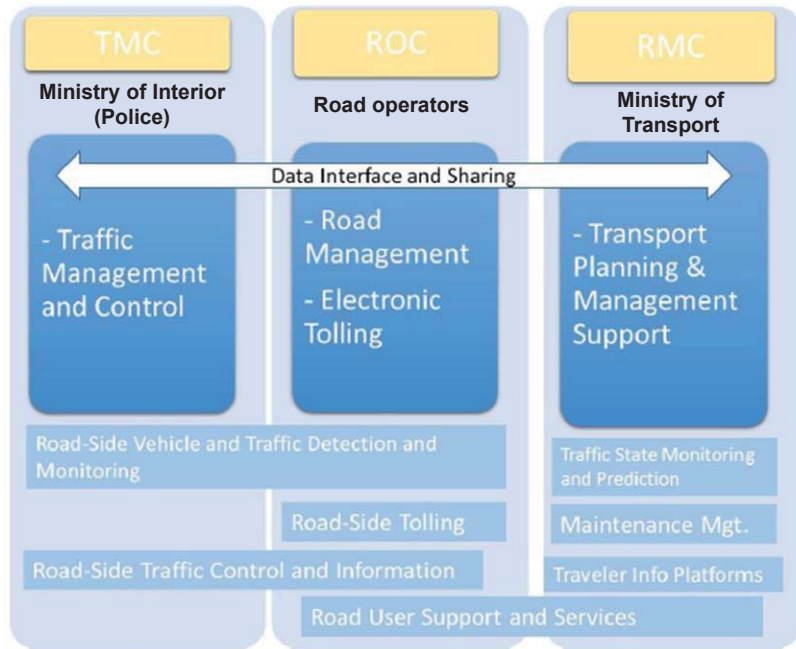 TMC
ROC
RMC
Ministry of Interior
(Police)
Road operators
Ministry of
Transport
Data Interface and Sharing
- Traffic
Management
and Control
- Road
Management
- Electronic
Tolling
- Transport
Planning &
Management
Support
Road-Side Vehicle and Traffic Detection and
Monitoring
Traffic State Monitoring
and Prediction
Road-Side Tolling
Maintenance Mgt.
Road-Side Traffic Control and Information
Traveler Info Platforms
Road User Support and Services